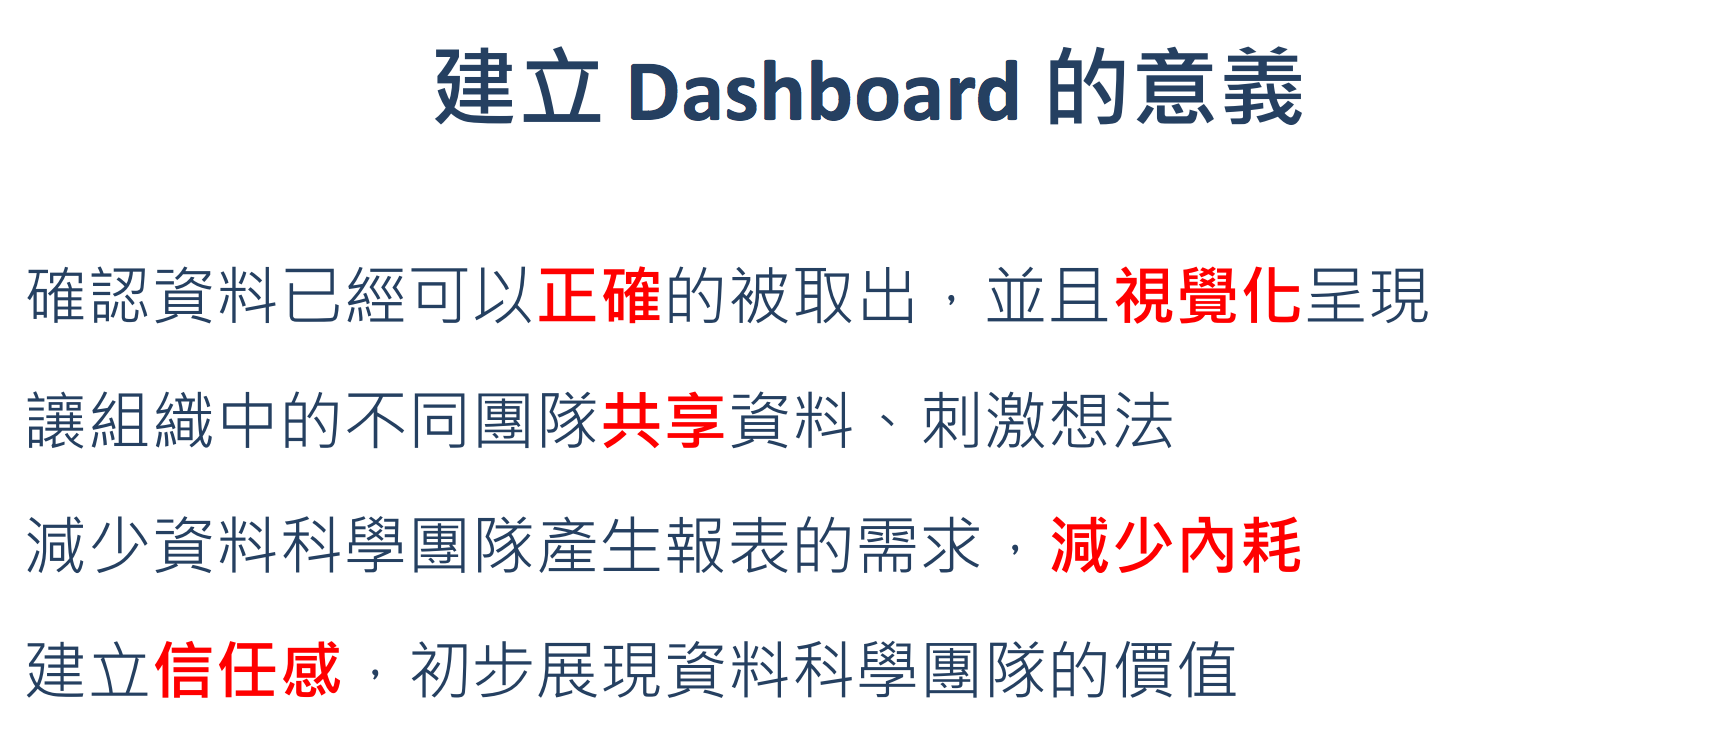 建立 Dashboard 的意義
確認資料已經可以正確的被取出，並且視覺化呈現
讓組織中的不同團隊共享資料、刺激想法
減少資料科學團隊產生報表的需求，減少內耗
建立信任感，初步展現資料科學團隊的價值